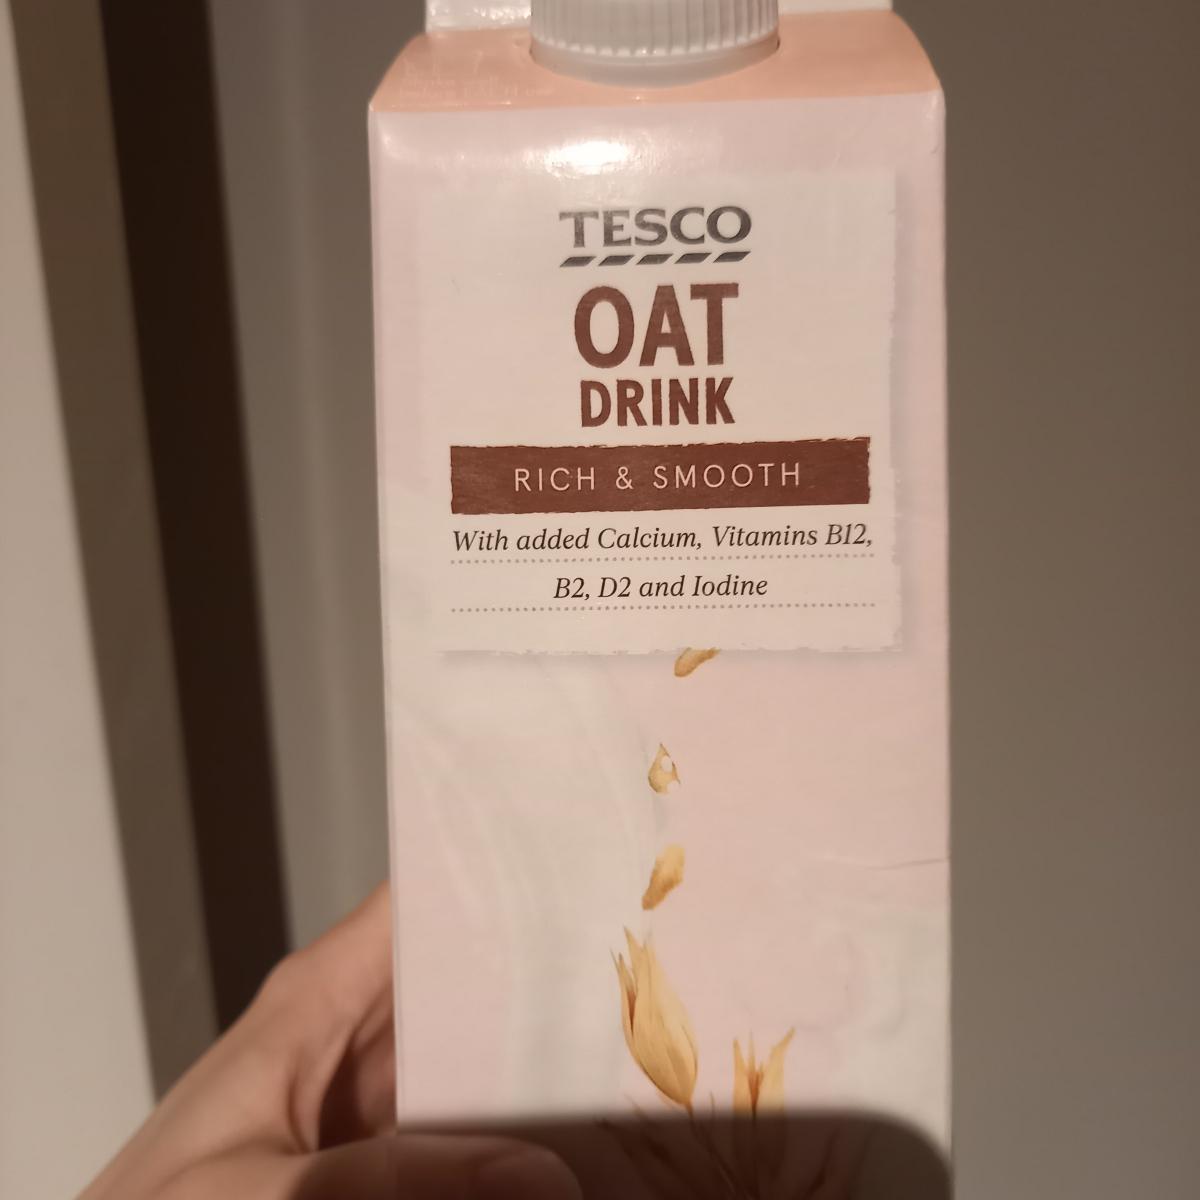 TESCO
OAT
DRINK
RICH & SMOOTH
With added Calcium, Vitamins B12,
B2, D2 and Iodine